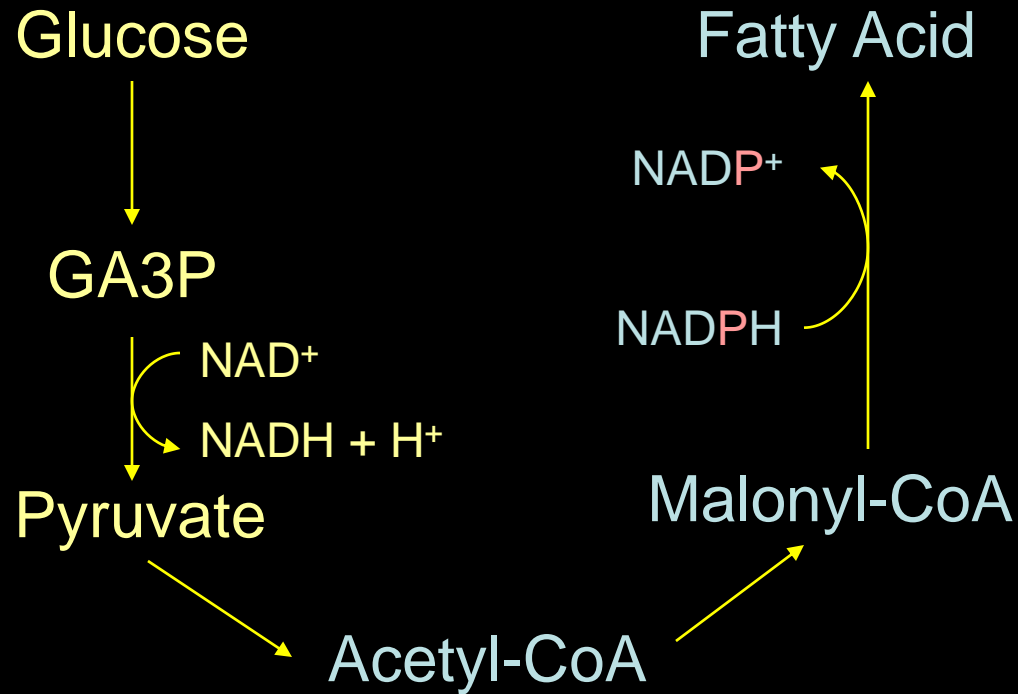 Glucose
GA3P
NAD⁺
NADH + H⁺
Pyruvate
Acetyl-CoA
Malonyl-CoA
NADPH
NADP⁺
Fatty Acid